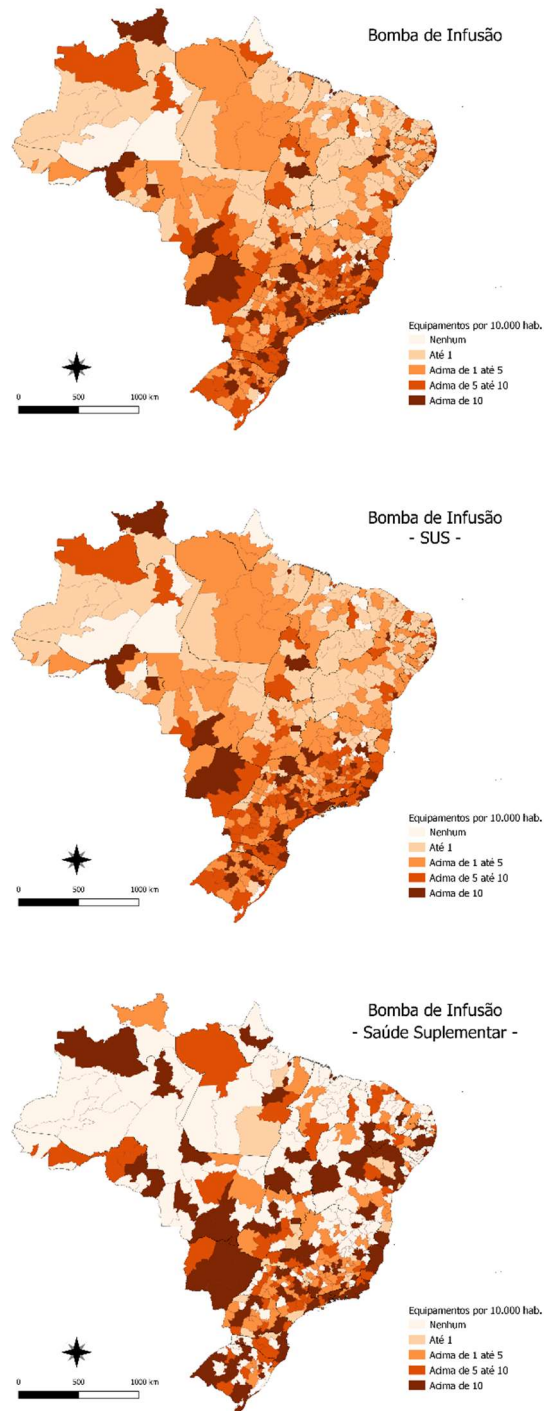 Bomba de Infusão
Equipamentos por 10.000 hab.
Nenhum
Até 1
Acima de 1 até 5
Acima de 5 até 10
Acima de 10
0 500 1000 km
Bomba de Infusão
- SUS -
Equipamentos por 10.000 hab.
Nenhum
Até 1
Acima de 1 até 5
Acima de 5 até 10
Acima de 10
0 500 1000 km
Bomba de Infusão
- Saúde Suplementar -
Equipamentos por 10.000 hab.
Nenhum
Até 1
Acima de 1 até 5
Acima de 5 até 10
Acima de 10
0 500 1000 km